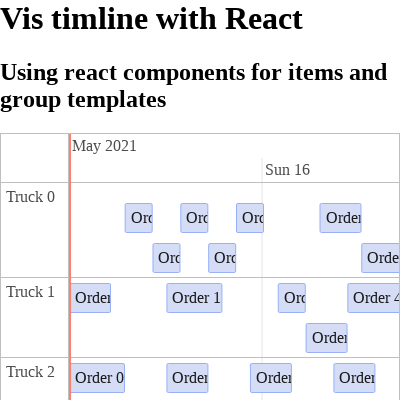 Vis timline with React
Using react components for items and
group templates
May 2021
Sun 16
Truck 0
Ord Ord Ord Order
Ord Ord Orde
Truck 1
Order Order 1 Ord Order 4
Order
Truck 2
Order 0 Order Order Order